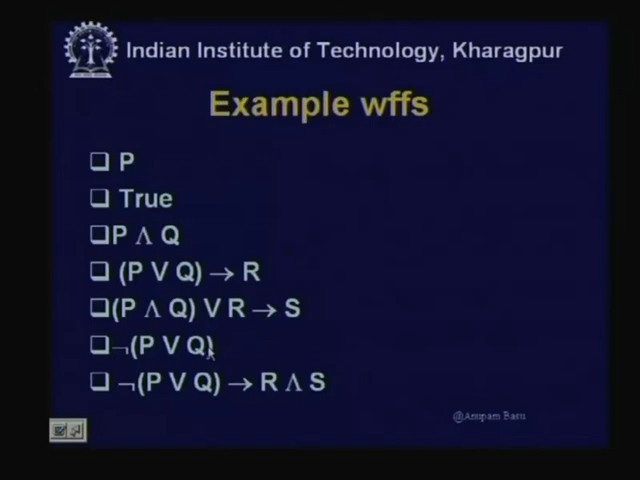 Indian Institute of Technology, Kharagpur
Example wffs
❑ P
❑ True
❑P Λ Q
❑ (P V Q) → R
❑(P Λ Q) V R → S
❑¬(P V Q)
❑ ¬(P V Q) → R Λ S
@Anupam Basu